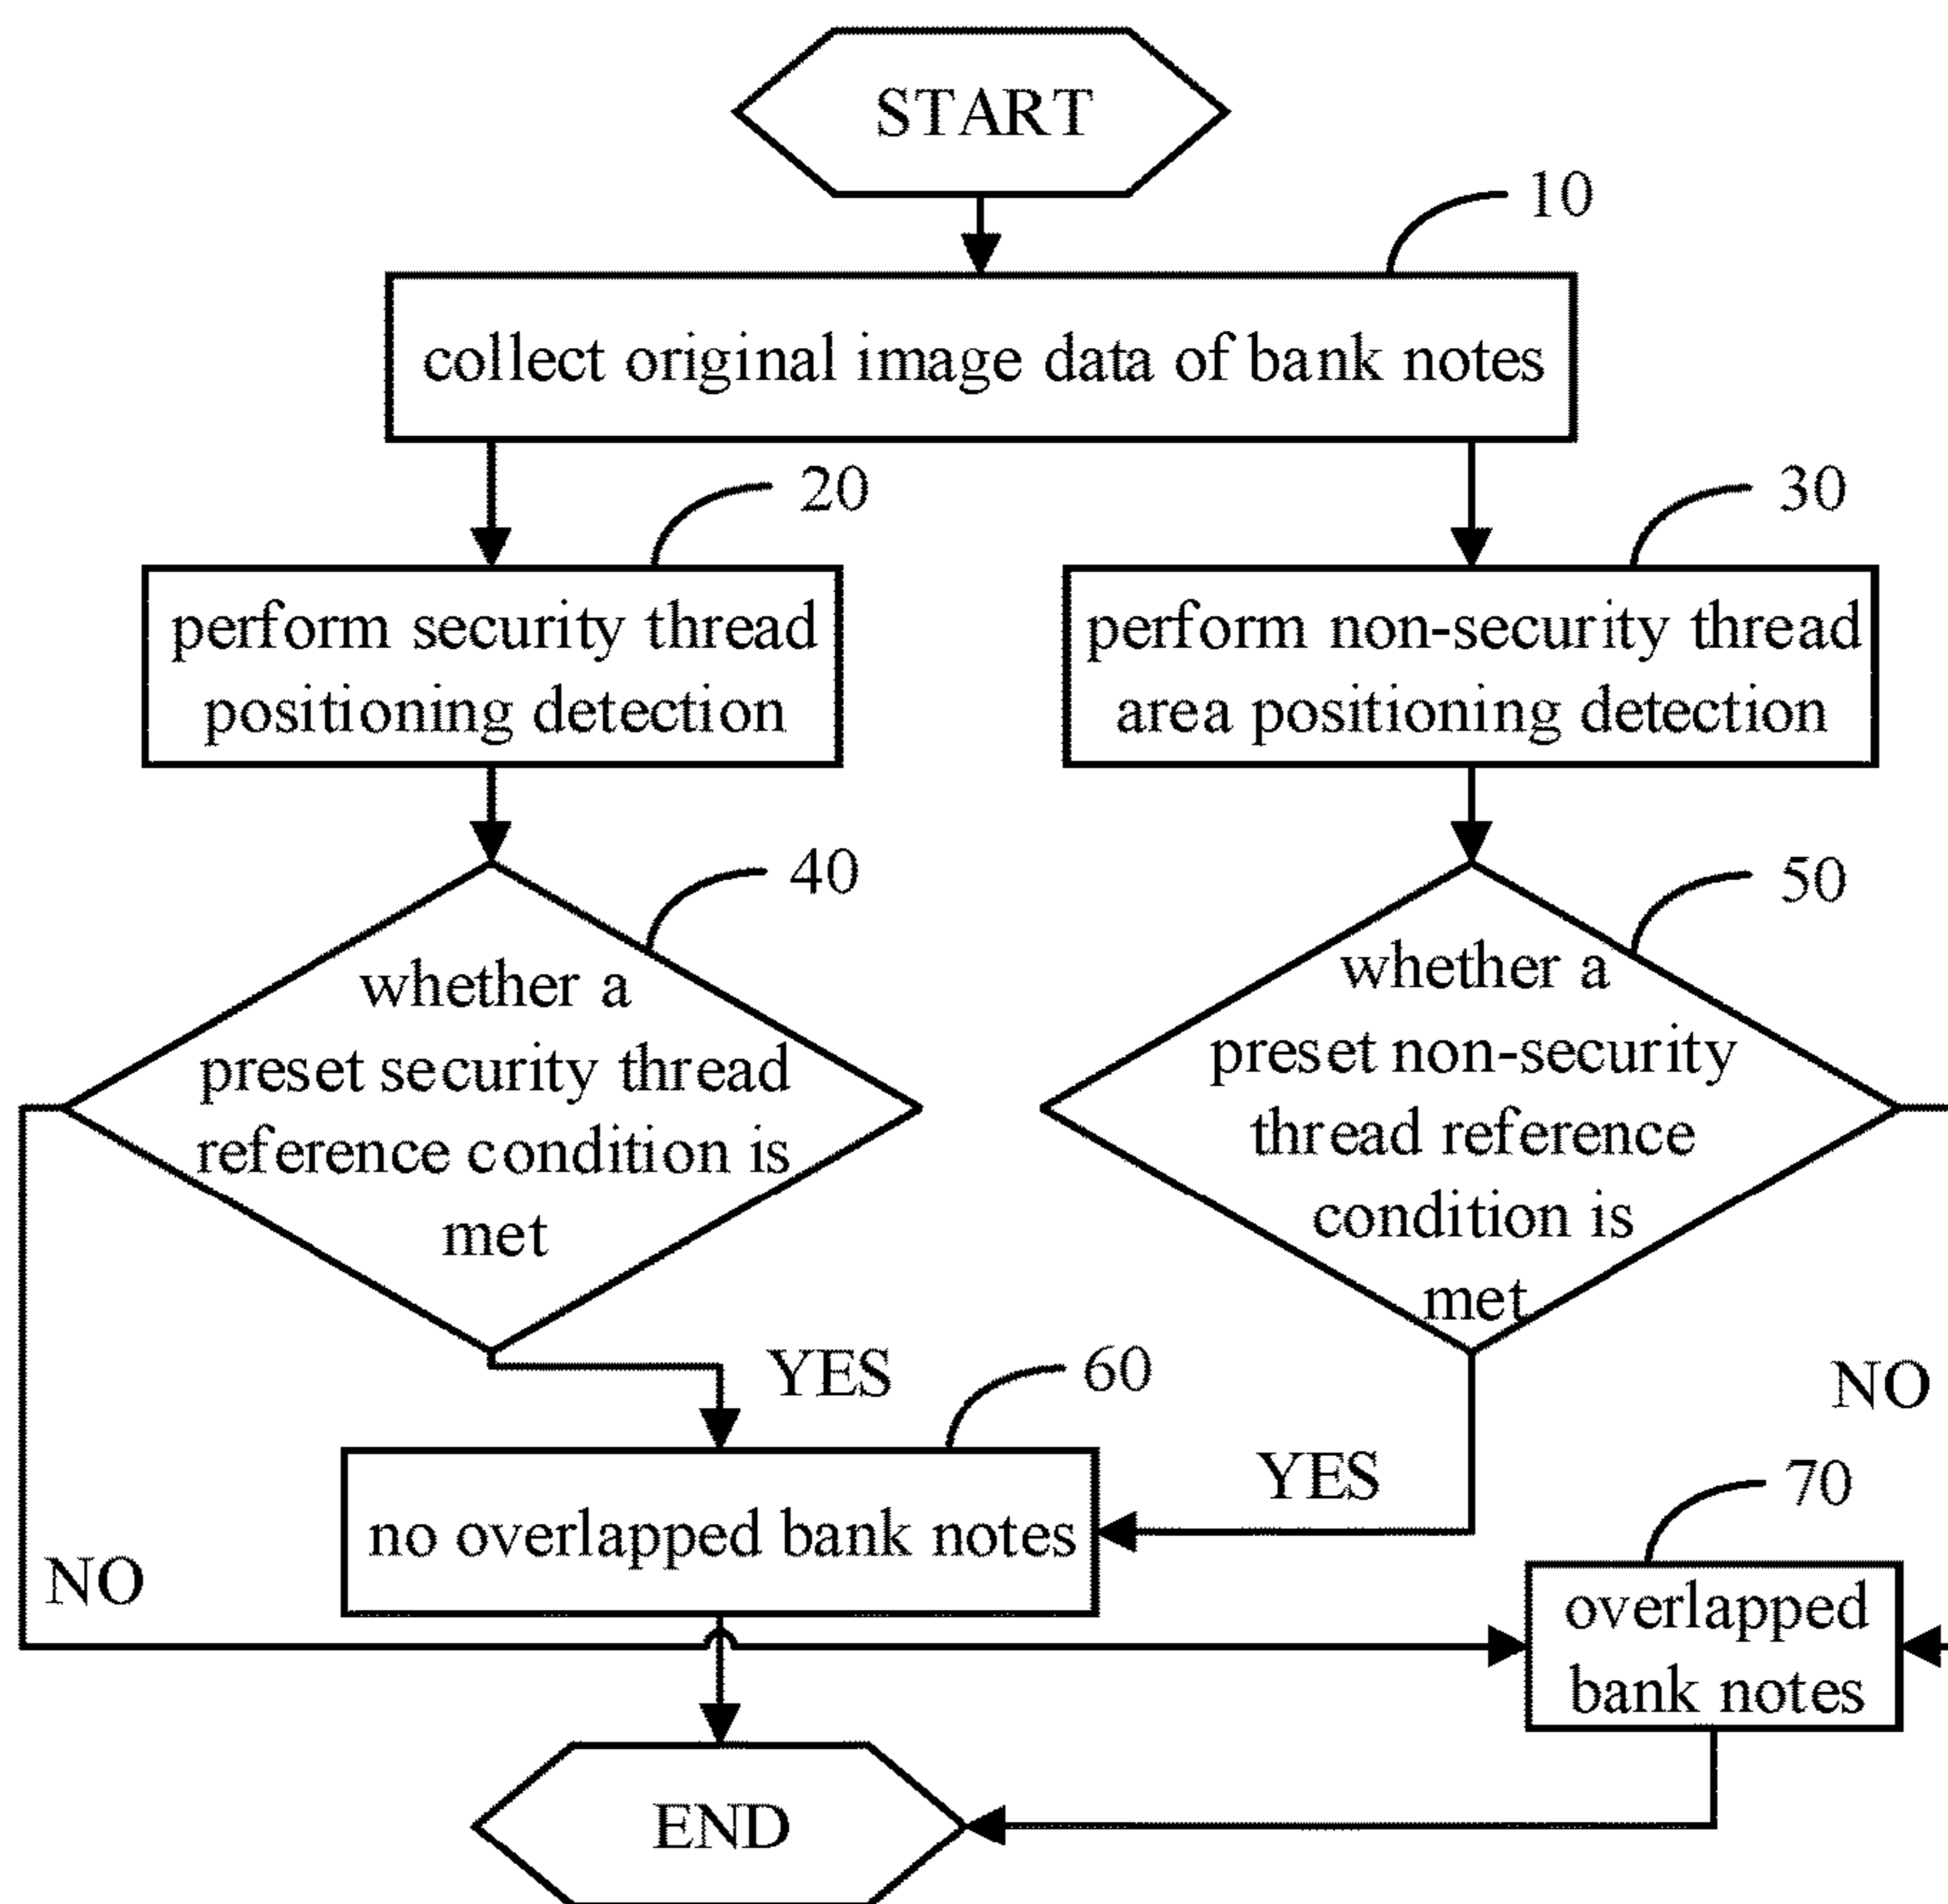 START
10
collect original image data of bank notes
20
30
perform security thread
positioning detection
perform non-security thread
area positioning detection
40
50
whether a
preset security thread
reference condition is
met
whether a
preset non-security
thread reference
condition is
met
YES
60
NO
YES
70
no overlapped bank notes
NO
overlapped
bank notes
END